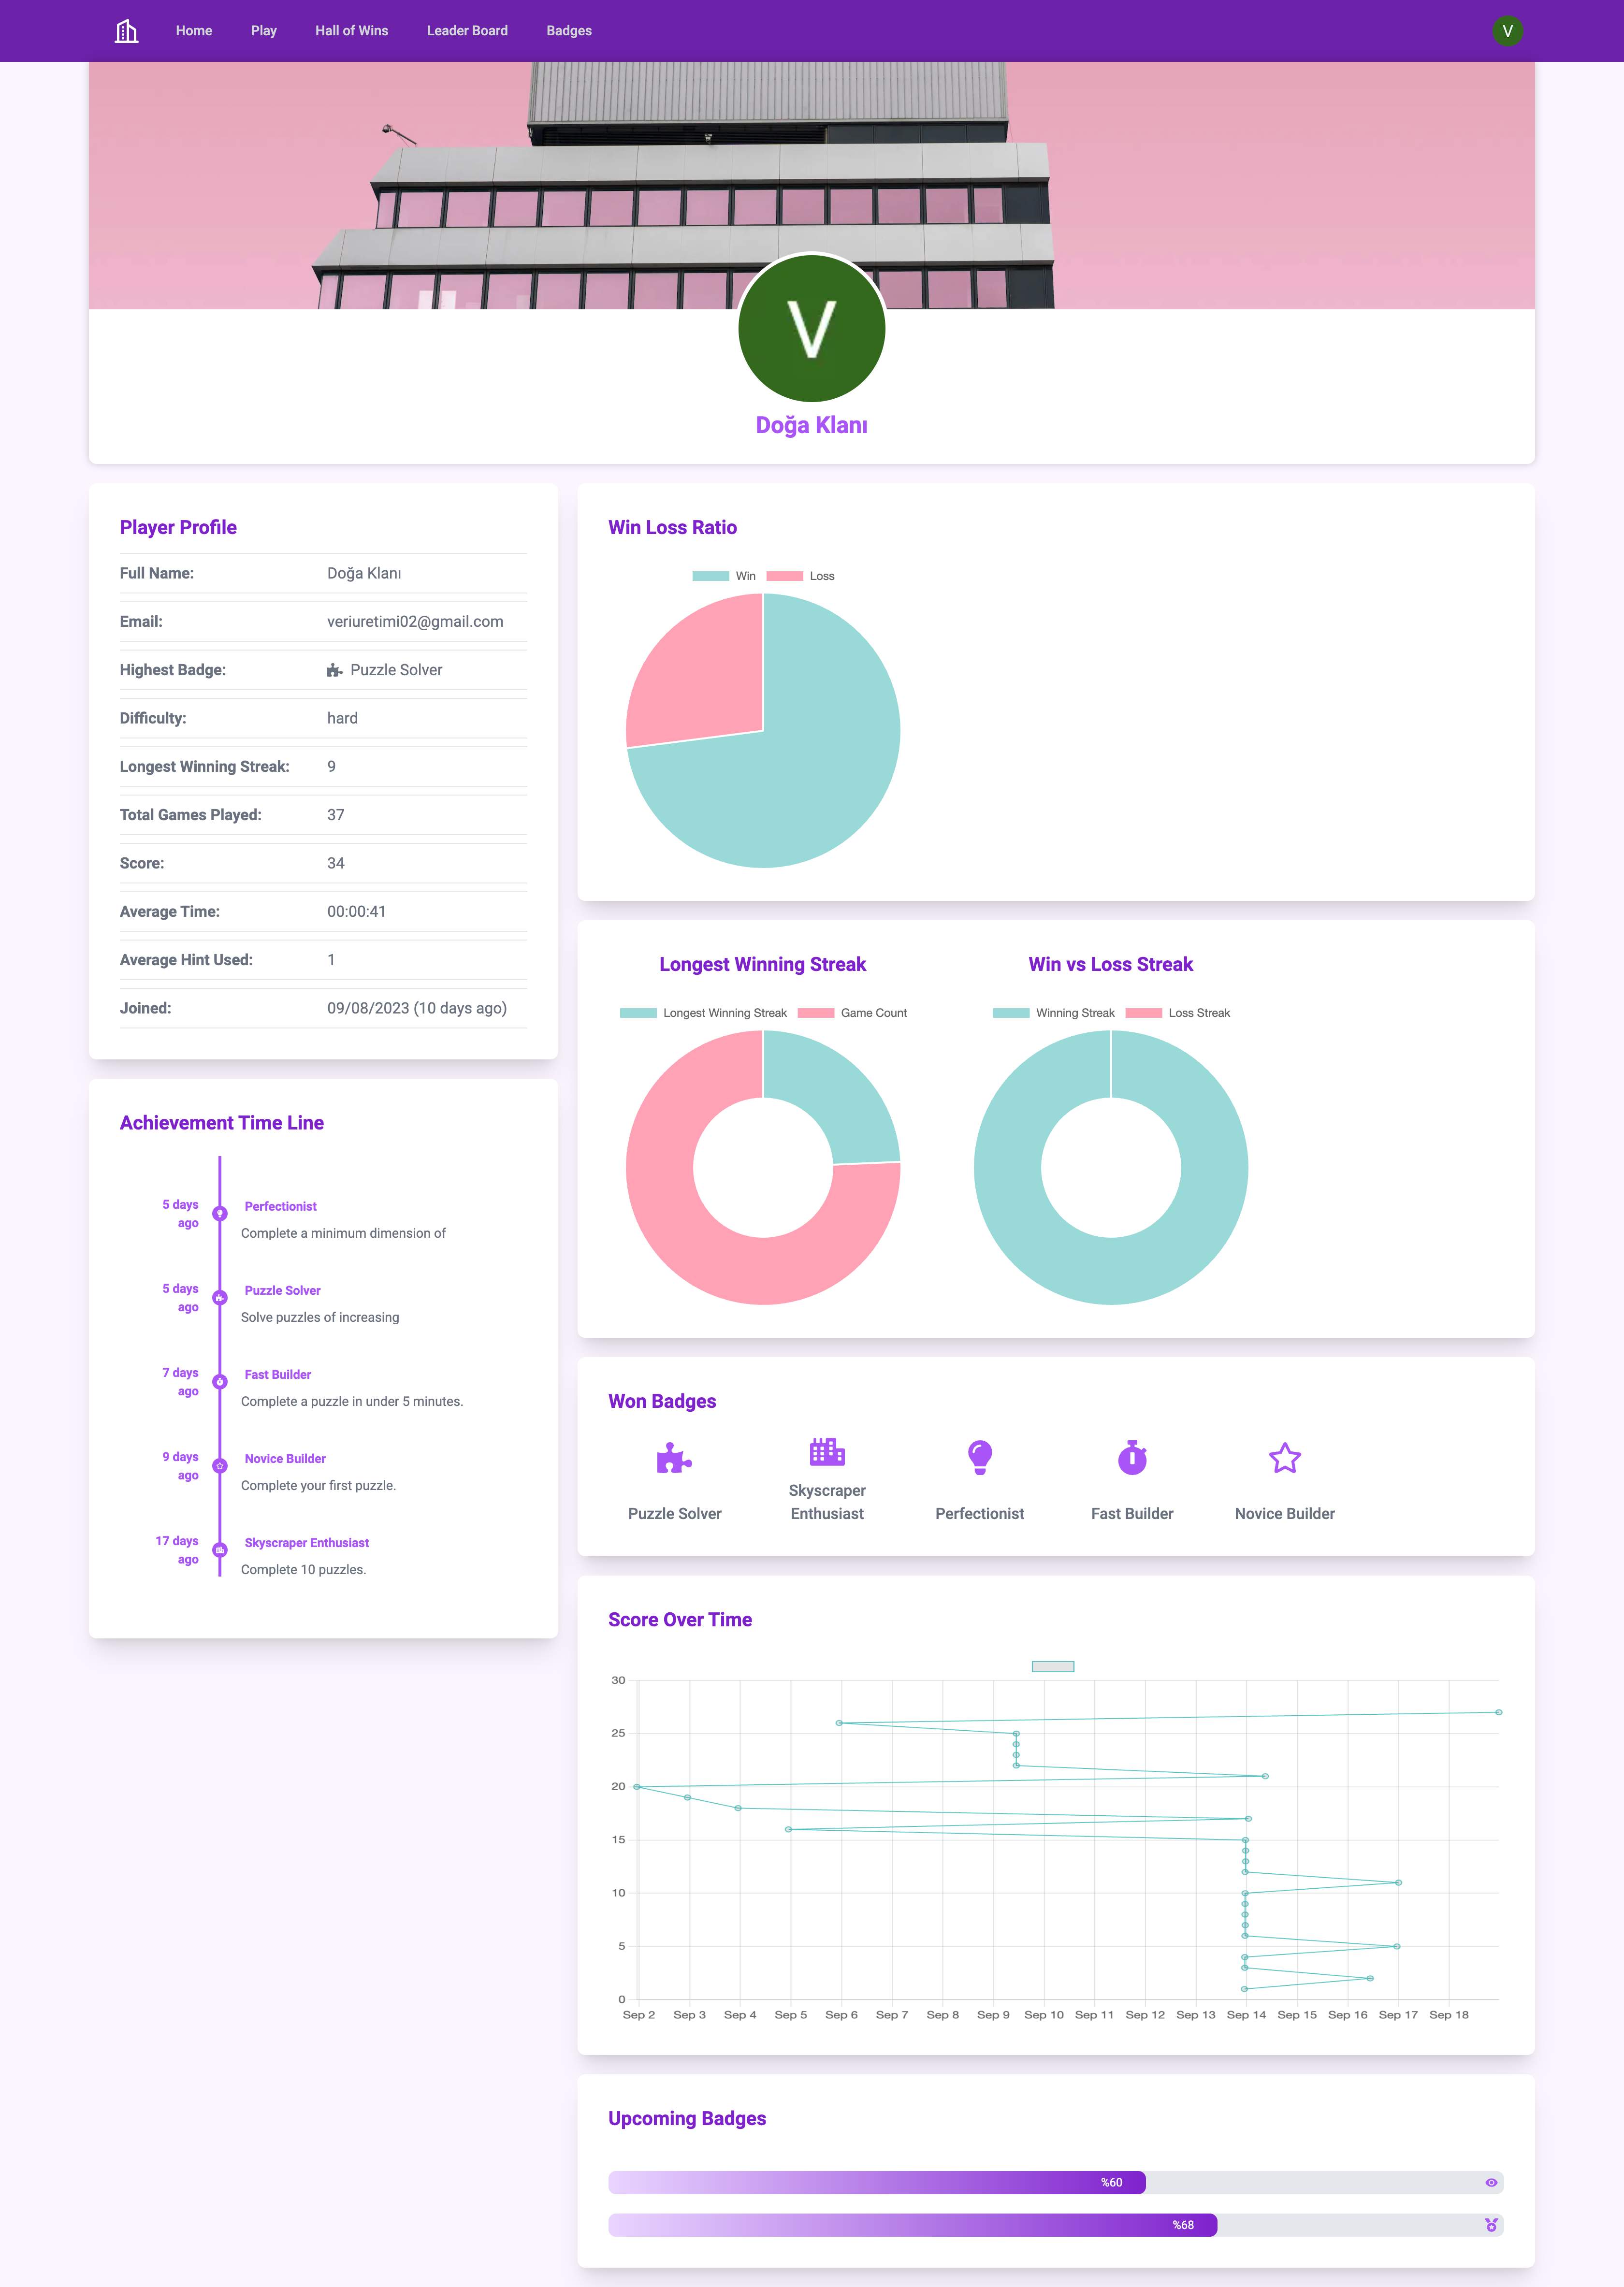 Home Play Hall of Wins Leader Board Badges V
V
Doğa Klanı
Player Profile
Full Name: Doğa Klanı
Email: veriuretimi02@gmail.com
Highest Badge: Puzzle Solver
Difficulty: hard
Longest Winning Streak: 9
Total Games Played: 37
Score: 34
Average Time: 00:00:41
Average Hint Used: 1
Joined: 09/08/2023 (10 days ago)
Achievement Time Line
5 days ago
Perfectionist
Complete a minimum dimension of
5 days ago
Puzzle Solver
Solve puzzles of increasing
7 days ago
Fast Builder
Complete a puzzle in under 5 minutes.
9 days ago
Novice Builder
Complete your first puzzle.
17 days ago
Skyscraper Enthusiast
Complete 10 puzzles.
Win Loss Ratio
Win Loss
Longest Winning Streak
Longest Winning Streak Game Count
Win vs Loss Streak
Winning Streak Loss Streak
Won Badges
Puzzle Solver
Skyscraper
Enthusiast
Perfectionist
Fast Builder
Novice Builder
Score Over Time
30
25
20
15
10
5
0
Sep 2 Sep 3 Sep 4 Sep 5 Sep 6 Sep 7 Sep 8 Sep 9 Sep 10 Sep 11 Sep 12 Sep 13 Sep 14 Sep 15 Sep 16 Sep 17 Sep 18
Upcoming Badges
%60
%68